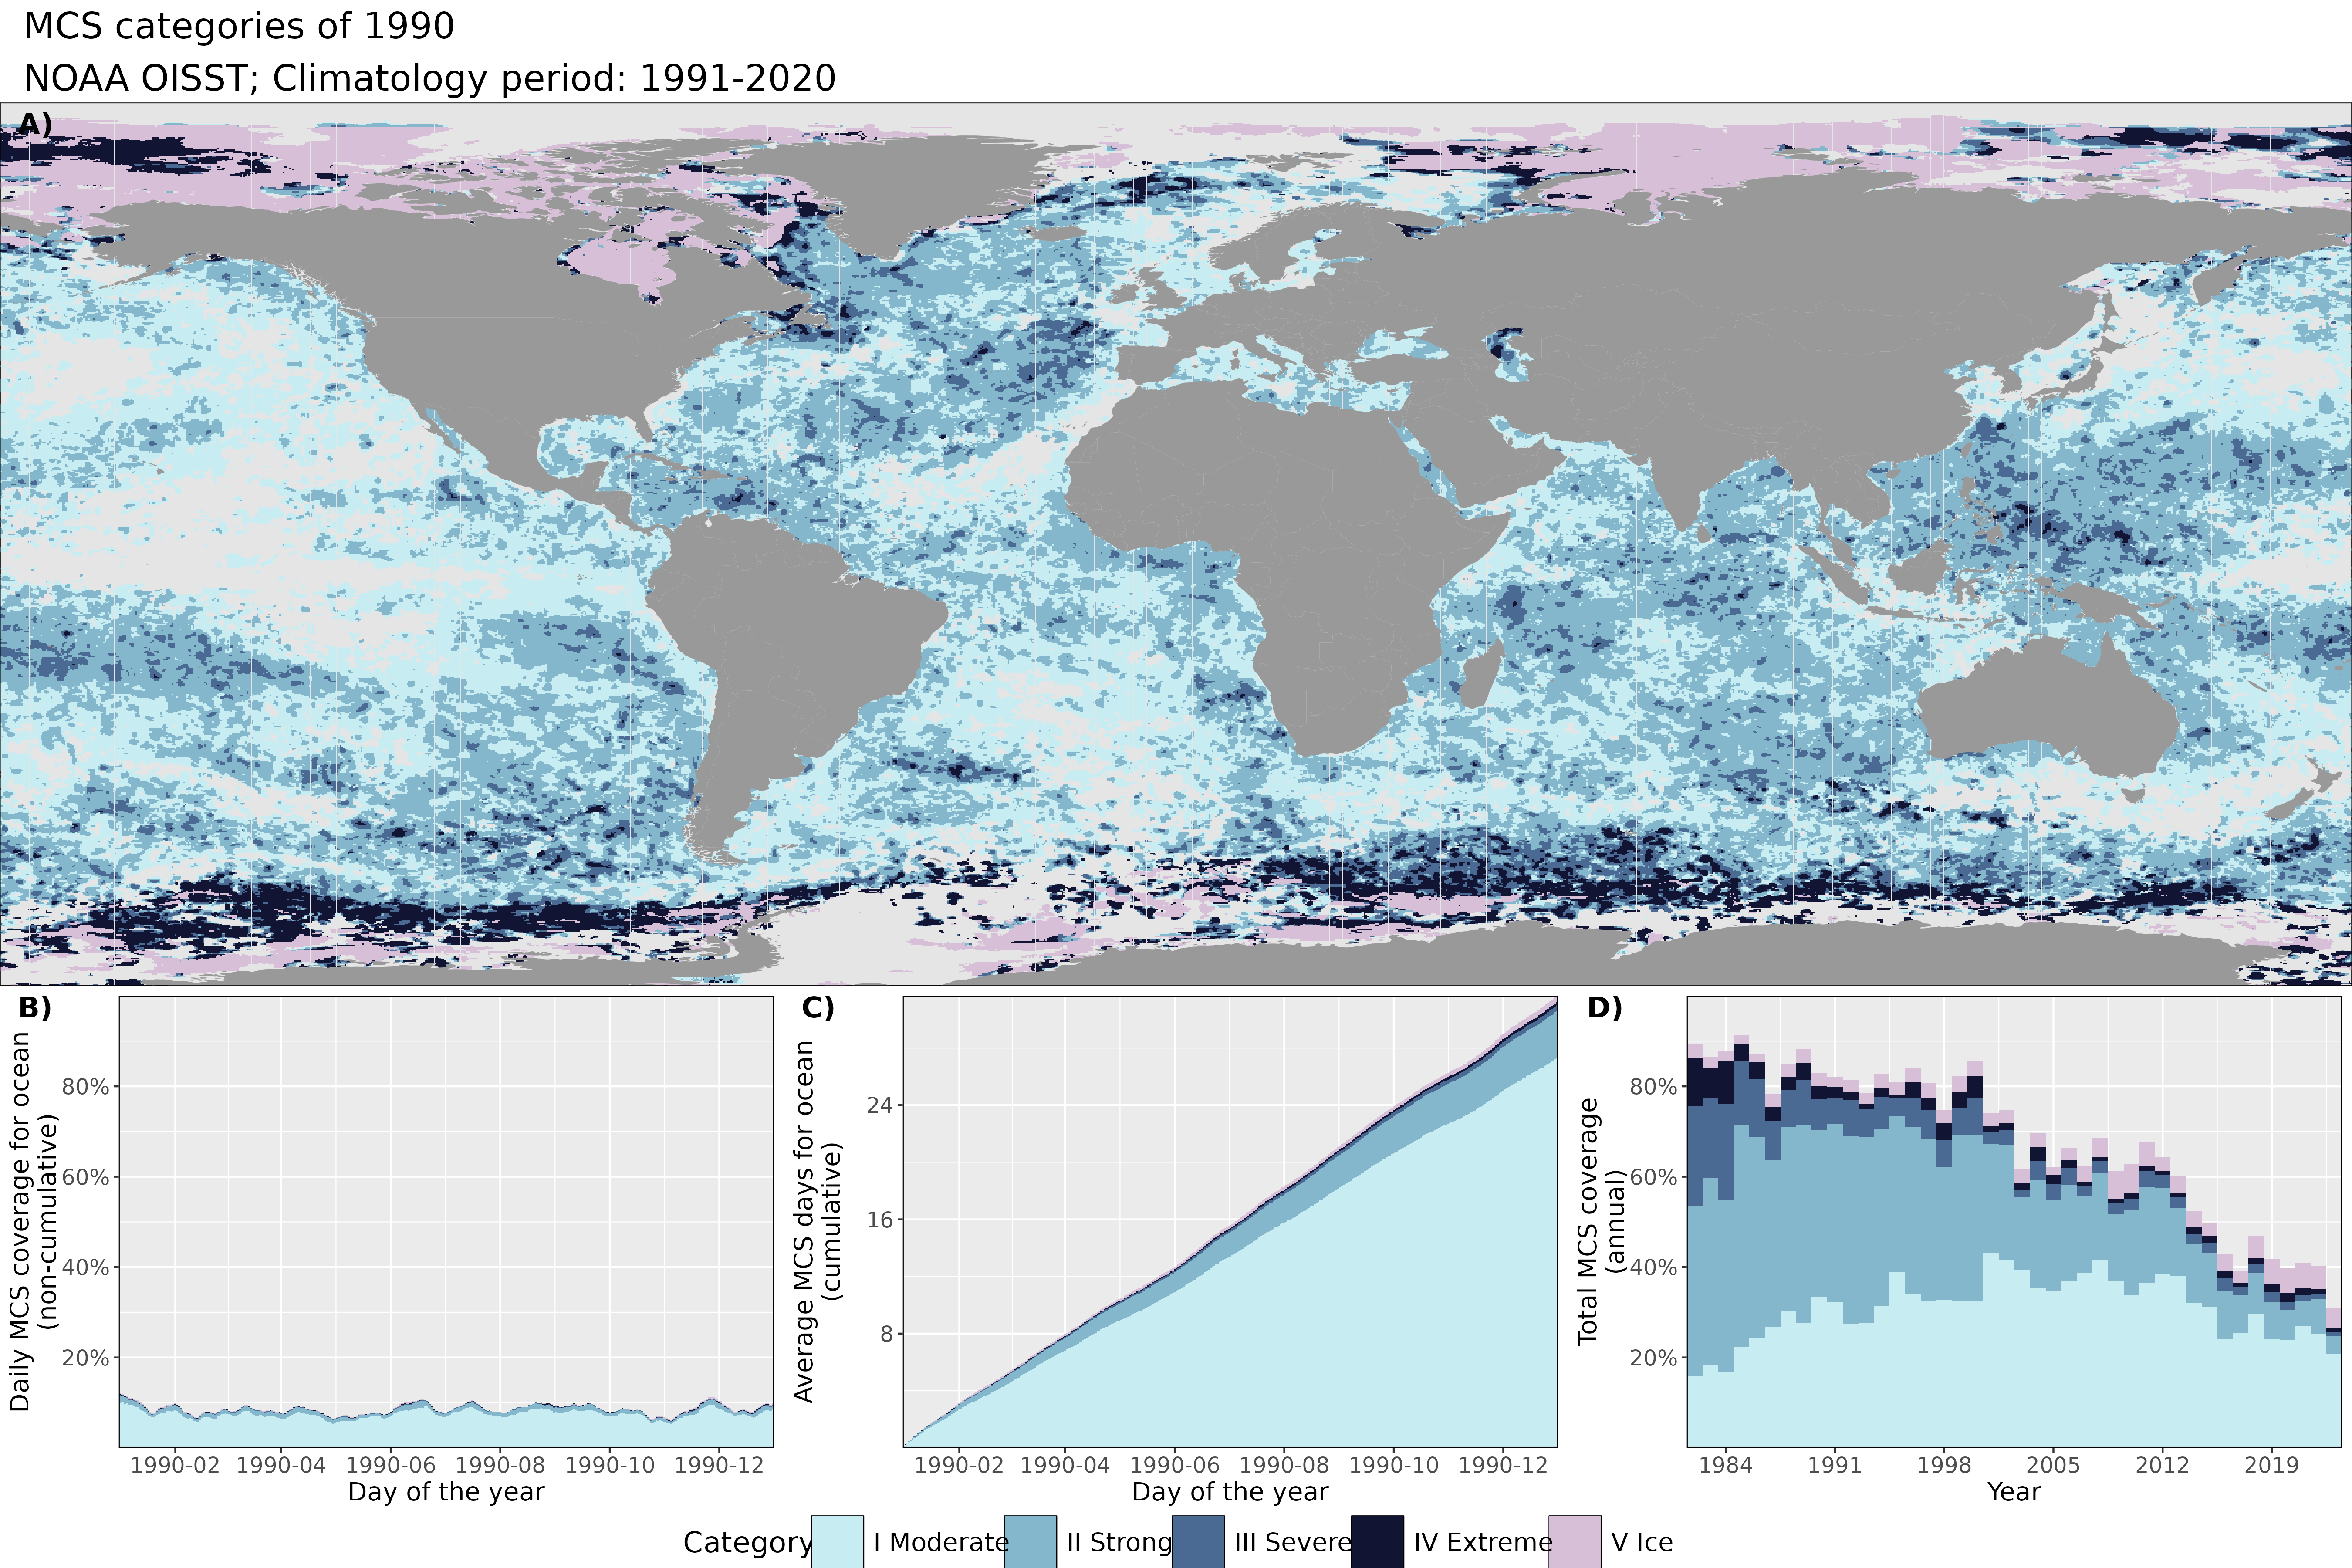 MCS categories of 1990
NOAA OISST; Climatology period: 1991-2020
A)
B)
Daily MCS coverage for ocean
(non-cumulative)
80%
60%
40%
20%
1990-02 1990-04 1990-06 1990-08 1990-10 1990-12
Day of the year
C)
Average MCS days for ocean
(cumulative)
24
16
8
1990-02 1990-04 1990-06 1990-08 1990-10 1990-12
Day of the year
D)
Total MCS coverage
(annual)
80%
60%
40%
20%
1984 1991 1998 2005 2012 2019
Year
Category I Moderate II Strong III Severe IV Extreme V Ice